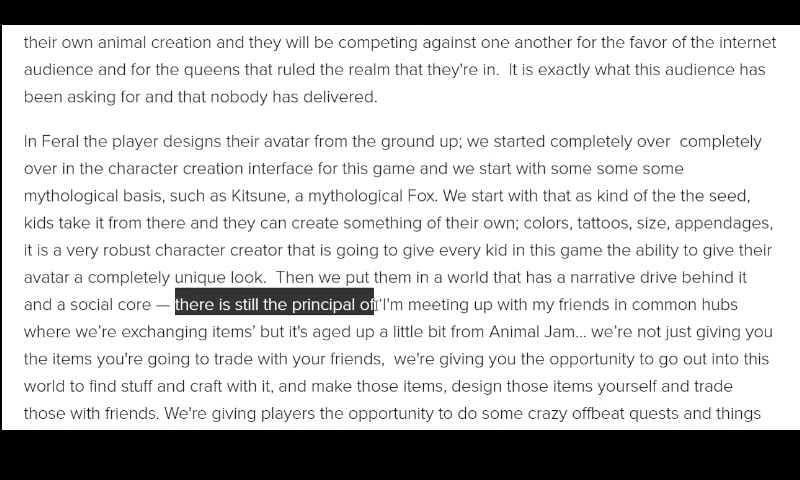 their own animal creation and they will be competing against one another for the favor of the internet
audience and for the queens that ruled the realm that they're in.  It is exactly what this audience has
been asking for and that nobody has delivered.
In Feral the player designs their avatar from the ground up; we started completely over  completely
over in the character creation interface for this game and we start with some some some
mythological basis, such as Kitsune, a mythological Fox. We start with that as kind of the the seed,
kids take it from there and they can create something of their own; colors, tattoos, size, appendages,
it is a very robust character creator that is going to give every kid in this game the ability to give their
avatar a completely unique look.  Then we put them in a world that has a narrative drive behind it
and a social core — there is still the principal of 'I'm meeting up with my friends in common hubs
where we're exchanging items' but it's aged up a little bit from Animal Jam... we're not just giving you
the items you're going to trade with your friends,  we're giving you the opportunity to go out into this
world to find stuff and craft with it, and make those items, design those items yourself and trade
those with friends. We're giving players the opportunity to do some crazy offbeat quests and things